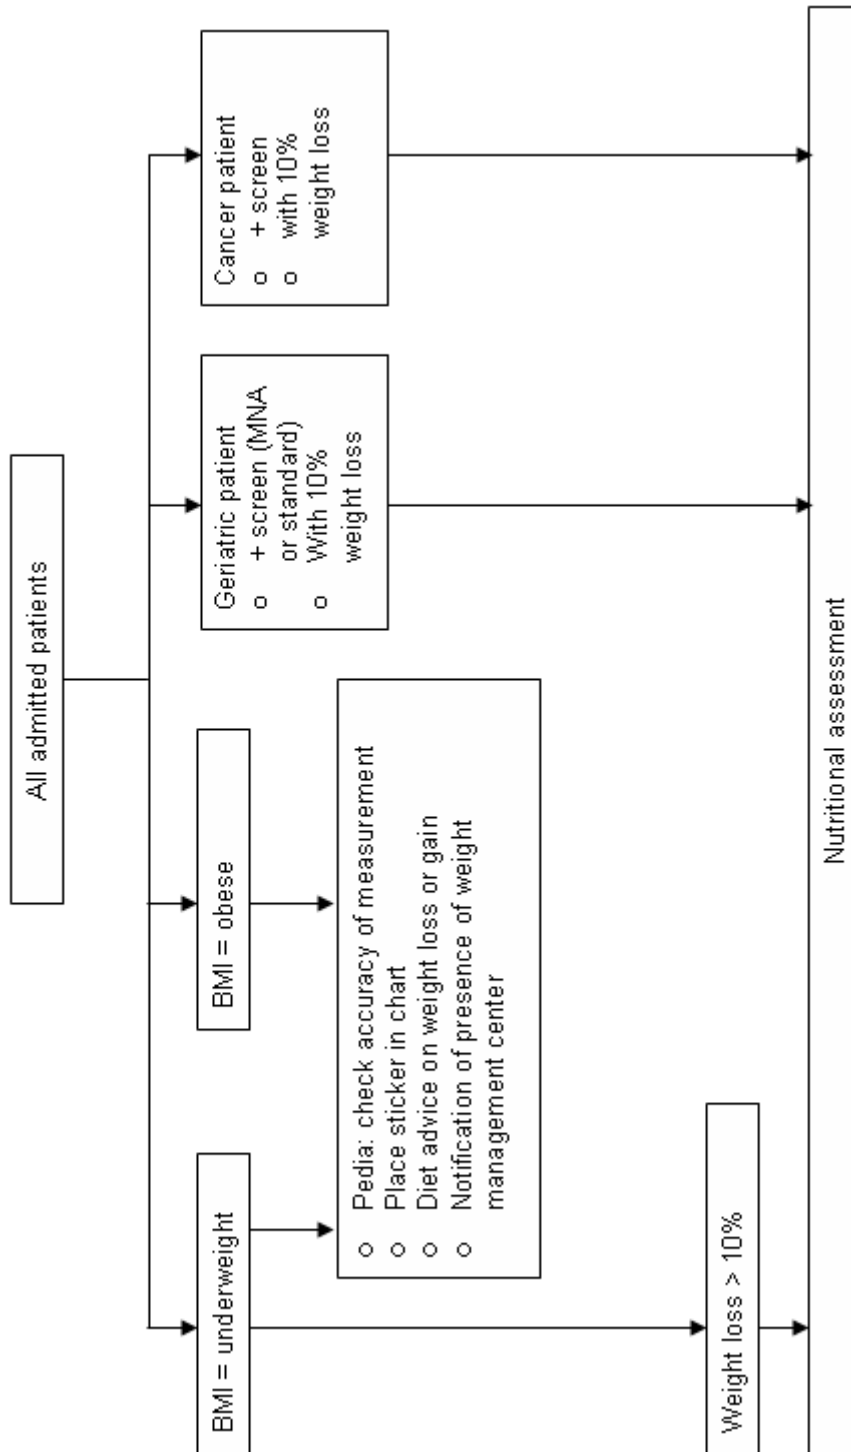 All admitted patients
BMI = underweight
BMI = obese
Geriatric patient
o + screen (MNA
or standard)
o With 10%
weight loss
Cancer patient
o + screen
o with 10%
weight loss
o Pedia: check accuracy of measurement
o Place sticker in chart
o Diet advice on weight loss or gain
o Notification of presence of weight
management center
Weight loss > 10%
Nutritional assessment